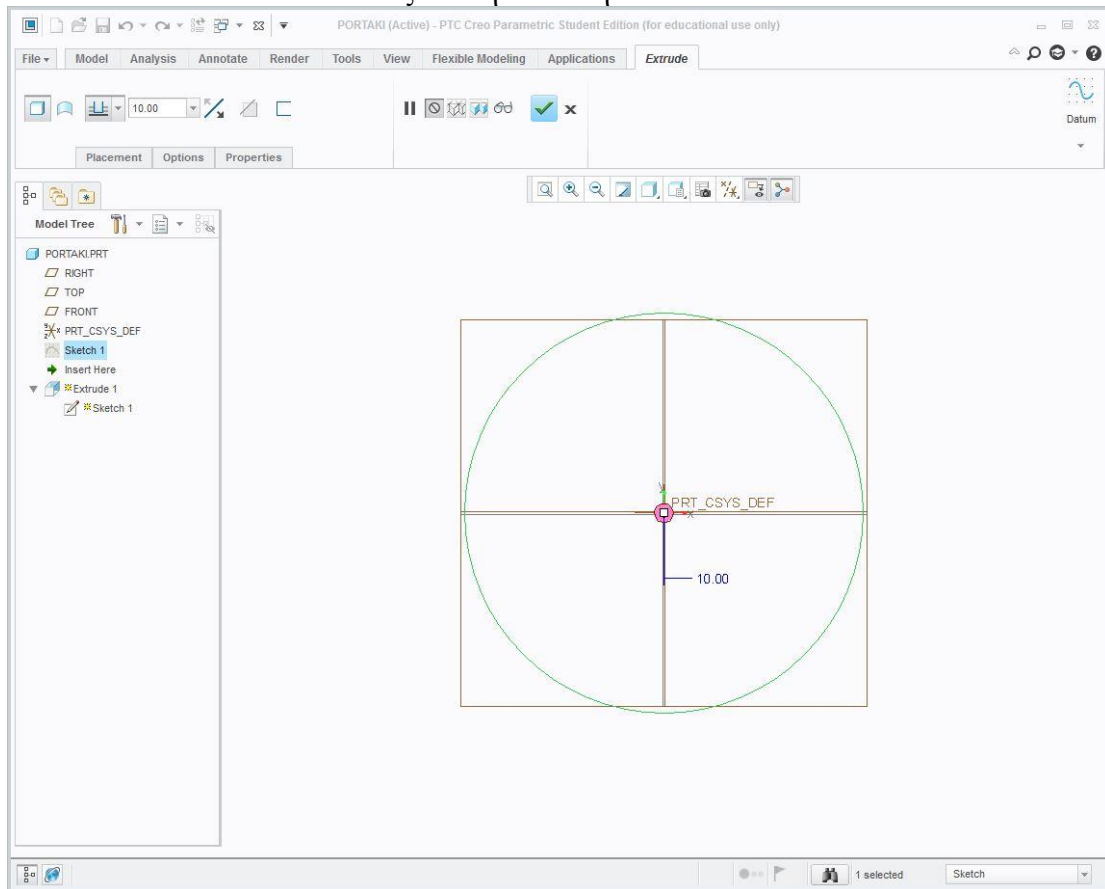 PORTAKI (Active) - PTC Creo Parametric Student Edition (for educational use only)
File Model Analysis Annotate Render Tools View Flexible Modeling Applications Extrude
10.00
Datum
Placement Options Properties
Model Tree
PORTAKI.PRT
RIGHT
TOP
FRONT
PRT_CSYS_DEF
Sketch 1
Insert Here
Extrude 1
Sketch 1
y
PRT_CSYS_DEF
x
10.00
1 selected Sketch